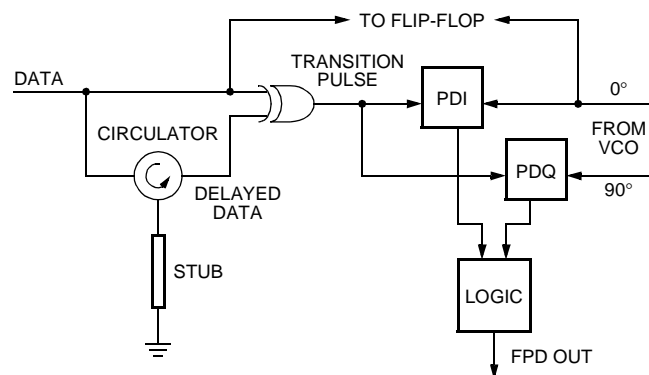 TO FLIP-FLOP
DATA
TRANSITION
PULSE
PDI
0°
FROM
VCO
CIRCULATOR
DELAYED
DATA
PDQ
90°
STUB
LOGIC
FPD OUT